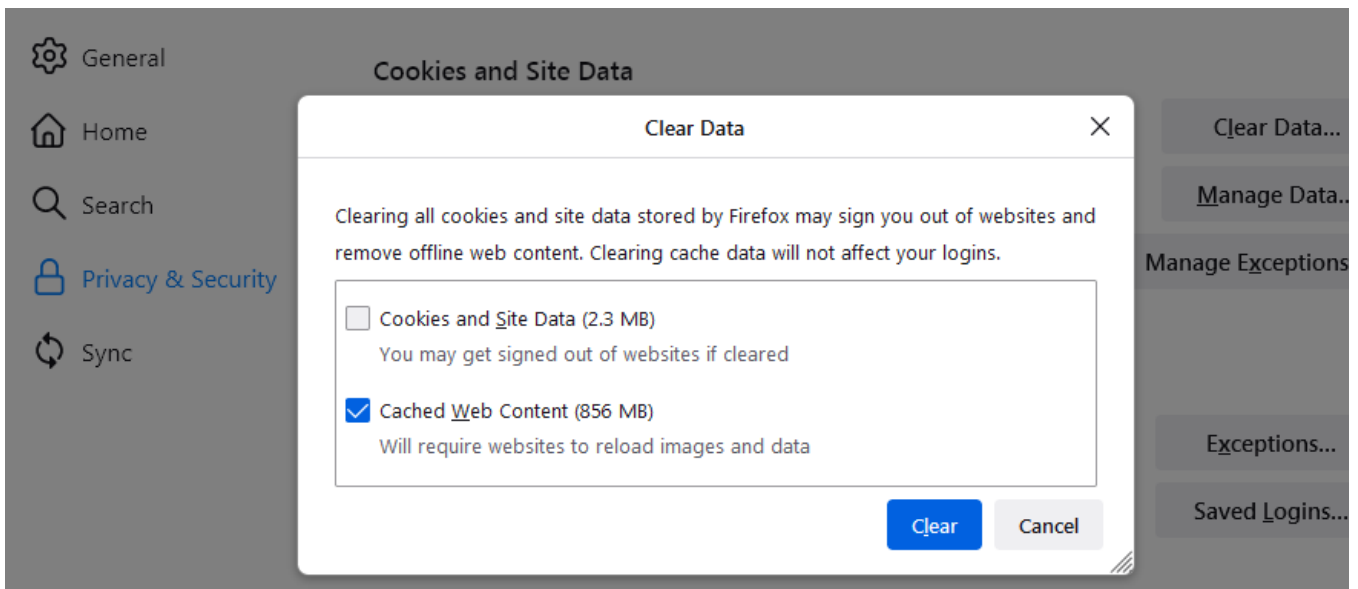 General
Home
Search
Privacy & Security
Sync
Cookies and Site Data
Clear Data
Clearing all cookies and site data stored by Firefox may sign you out of websites and
remove offline web content. Clearing cache data will not affect your logins.
Cookies and Site Data (2.3 MB)
You may get signed out of websites if cleared
Cached Web Content (856 MB)
Will require websites to reload images and data
Clear
Cancel
Clear Data...
Manage Data..
Manage Exceptions
Exceptions...
Saved Logins...